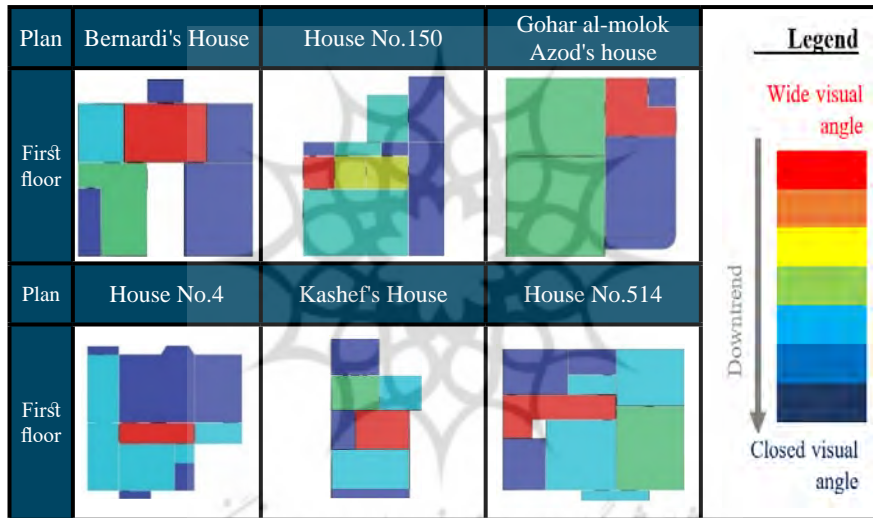 Plan
Bernardi's House
House No.150
Gohar al-molok
Azod's house
First
floor
Plan
House No.4
Kashef's House
House No.514
First
floor
Legend
Wide visual
angle
Downtrend
Closed visual
angle